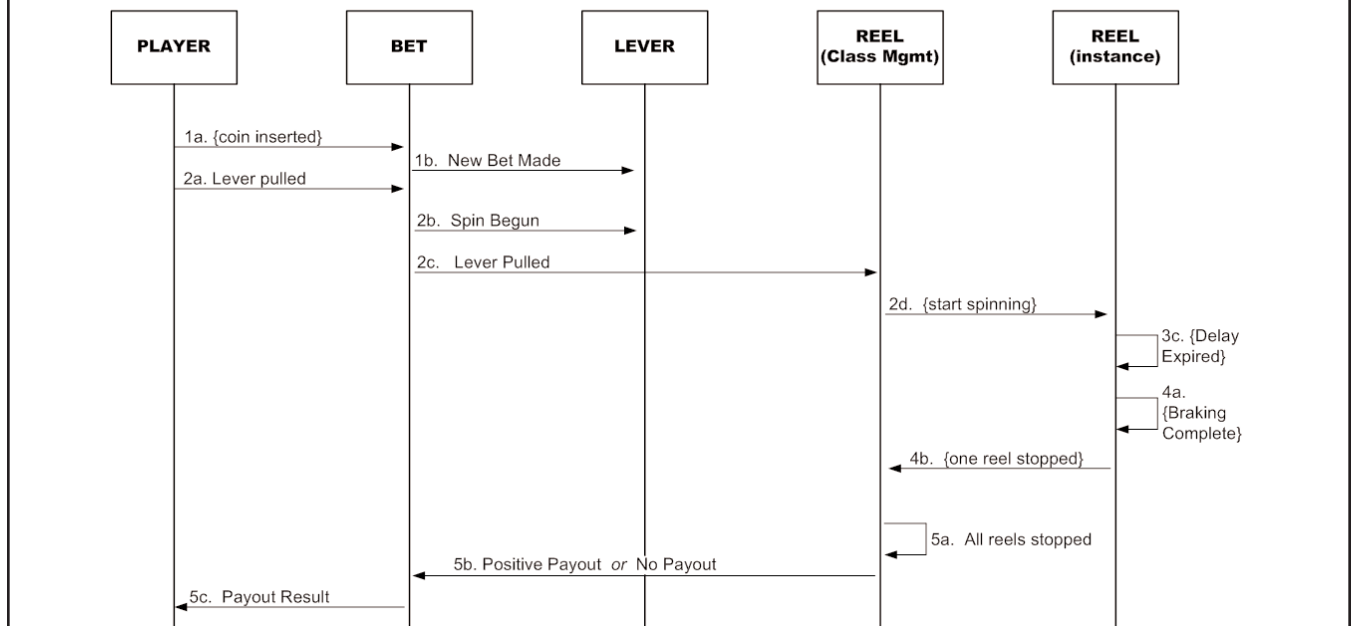 PLAYER
BET
LEVER
REEL
(Class Mgmt)
REEL
(instance)
1a. {coin inserted}
1b. New Bet Made
2a. Lever pulled
2b. Spin Begun
2c. Lever Pulled
2d. {start spinning}
3c. {Delay
Expired}
4a.
{Braking
Complete}
4b. {one reel stopped}
5a. All reels stopped
5b. Positive Payout or No Payout
5c. Payout Result